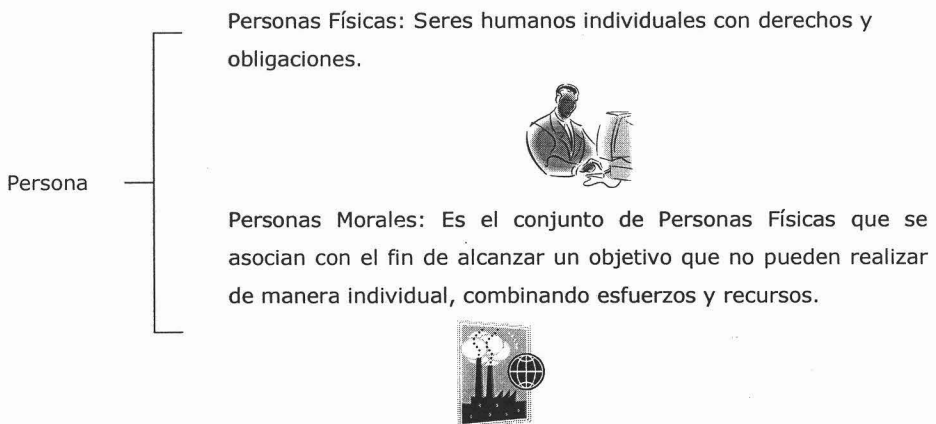 Personas Físicas: Seres humanos individuales con derechos y
obligaciones.
Persona
Personas Morales: Es el conjunto de Personas Físicas que se
asocian con el fin de alcanzar un objetivo que no pueden realizar
de manera individual, combinando esfuerzos y recursos.